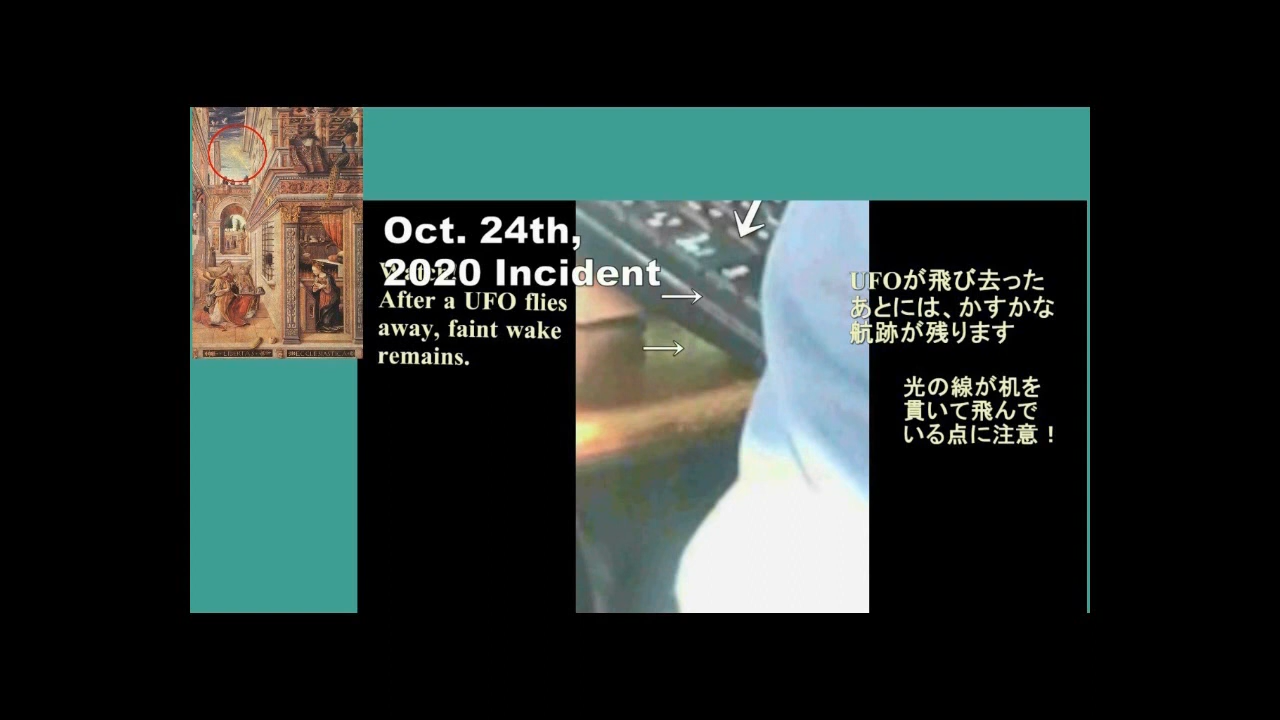 Oct. 24th,
2020 Incident
After a UFO flies
away, faint wake
remains.
UFOが飛び去った
あとには、かすかな
航跡が残ります
光の線が机を
貫いて飛んで
いる点に注意！
LIBERTAS
ECCLESIASTICA